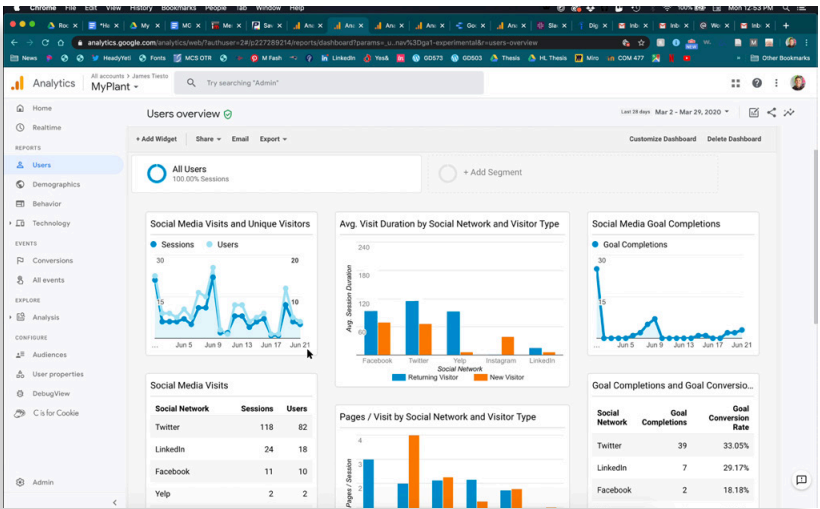 Chrome File Edit View History Bookmarks People Tab Window Help
100% Mon 12:53 PM
analytics.google.com/analytics/web/?authuser=2#/p227289214/reports/dashboard?params=_u..nav%3Dga1-experimental&r=users-overview
News HeadyYeti Fonts MCS OTR M Fash LinkedIn Yes& GDS72 GDS03 Thesis HL Thesis Miro COM 477 Other Bookmarks
Analytics
All accounts > James Tiesto
MyPlant
Try searching "Admin"
Home
Realtime
REPORTS
Users
Demographics
Behavior
Technology
EVENTS
Conversions
All events
EXPLORE
Analysis
CONFIGURE
Audiences
User properties
DebugView
C is for Cookie
Admin
Users overview
Last 28 days Mar 2 - Mar 29, 2020
+ Add Widget Share Email Export
Customize Dashboard Delete Dashboard
All Users
100.00% Sessions
+ Add Segment
Social Media Visits and Unique Visitors
Sessions Users
30 20
15 10
... Jun 5 Jun 9 Jun 13 Jun 17 Jun 21
Avg. Visit Duration by Social Network and Visitor Type
240
180
120
60
Avg. Session Duration
Facebook Twitter Yelp Instagram LinkedIn
Social Network
Returning Visitor New Visitor
Social Media Goal Completions
Goal Completions
30
15
... Jun 5 Jun 9 Jun 13 Jun 17 Jun 21
Social Media Visits
Social Network Sessions Users
Twitter 118 82
LinkedIn 24 18
Facebook 11 10
Yelp 2 2
Pages / Visit by Social Network and Visitor Type
4
3
2
Pages / Session
Goal Completions and Goal Conversio...
Social Network Goal Completions Goal Conversion Rate
Twitter 39 33.05%
LinkedIn 7 29.17%
Facebook 2 18.18%